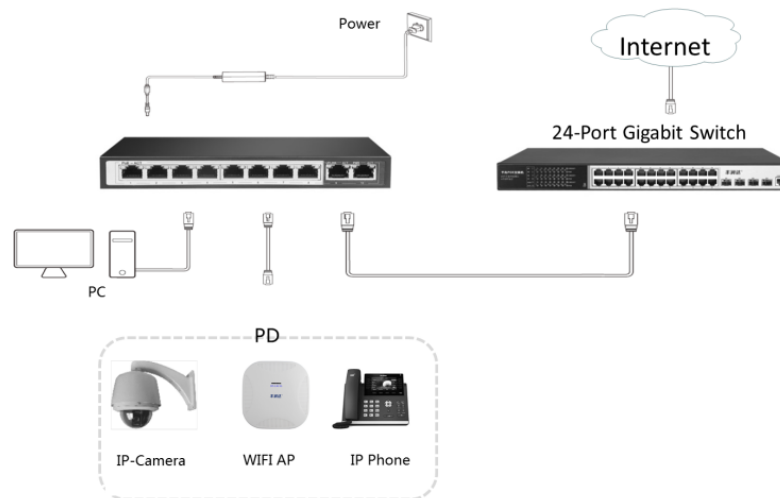 Power
Internet
24-Port Gigabit Switch
PC
PD
IP-Camera
WIFI AP
IP Phone